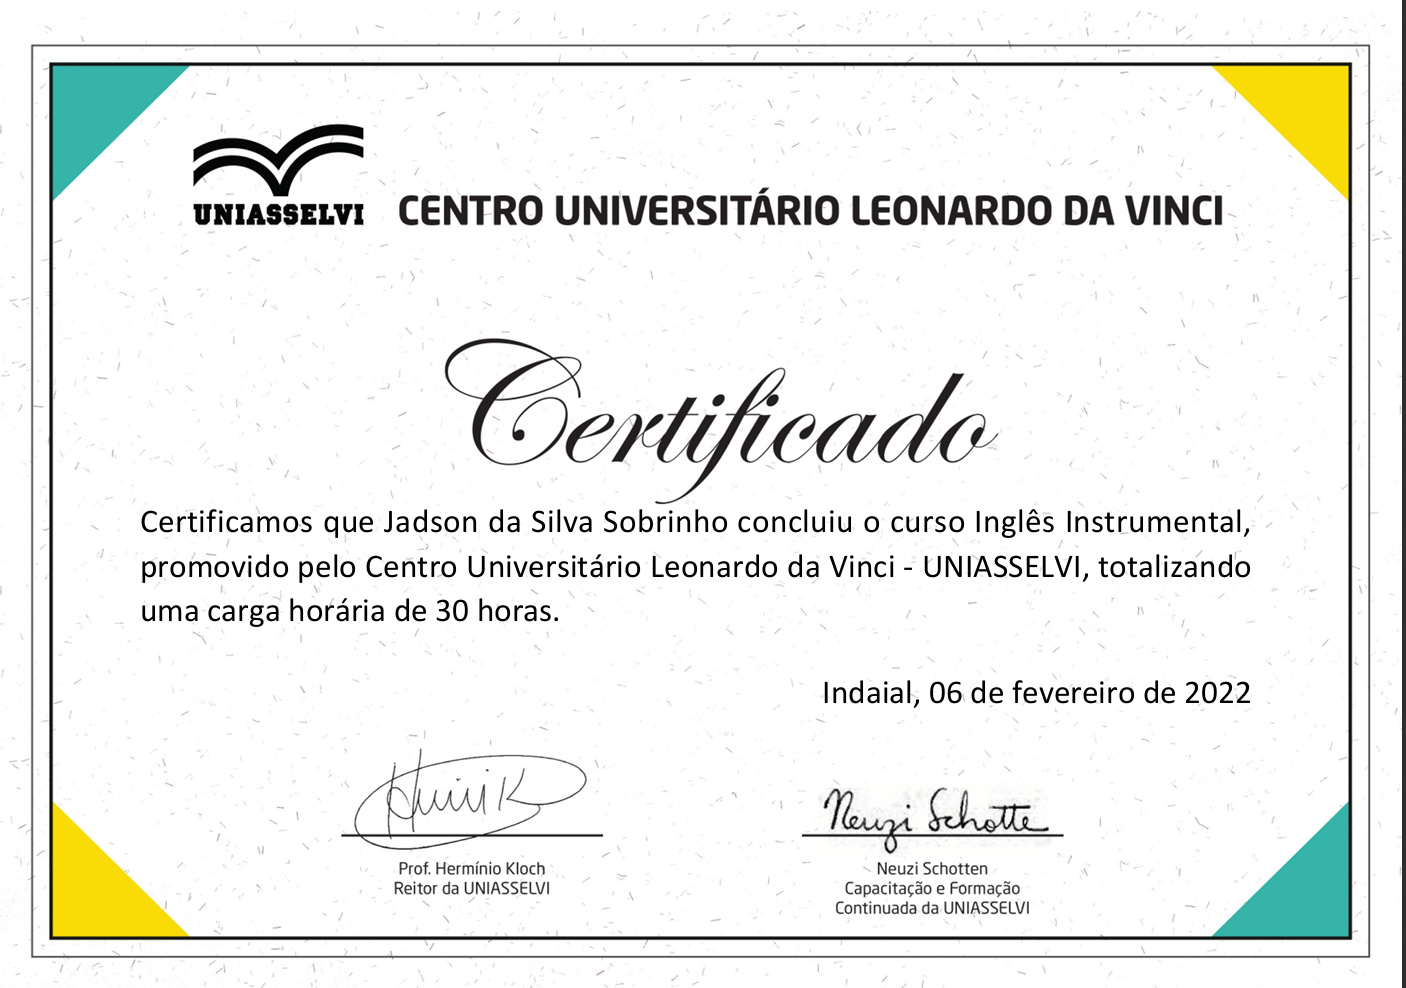 UNIASSELVI
CENTRO UNIVERSITÁRIO LEONARDO DA VINCI
Certificado
Certificamos que Jadson da Silva Sobrinho concluiu o curso Inglês Instrumental,
promovido pelo Centro Universitário Leonardo da Vinci - UNIASSELVI, totalizando
uma carga horária de 30 horas.
Indaial, 06 de fevereiro de 2022
Neuzi Schotte
Prof. Hermínio Kloch
Reitor da UNIASSELVI
Neuzi Schotten
Capacitação e Formação
Continuada da UNIASSELVI